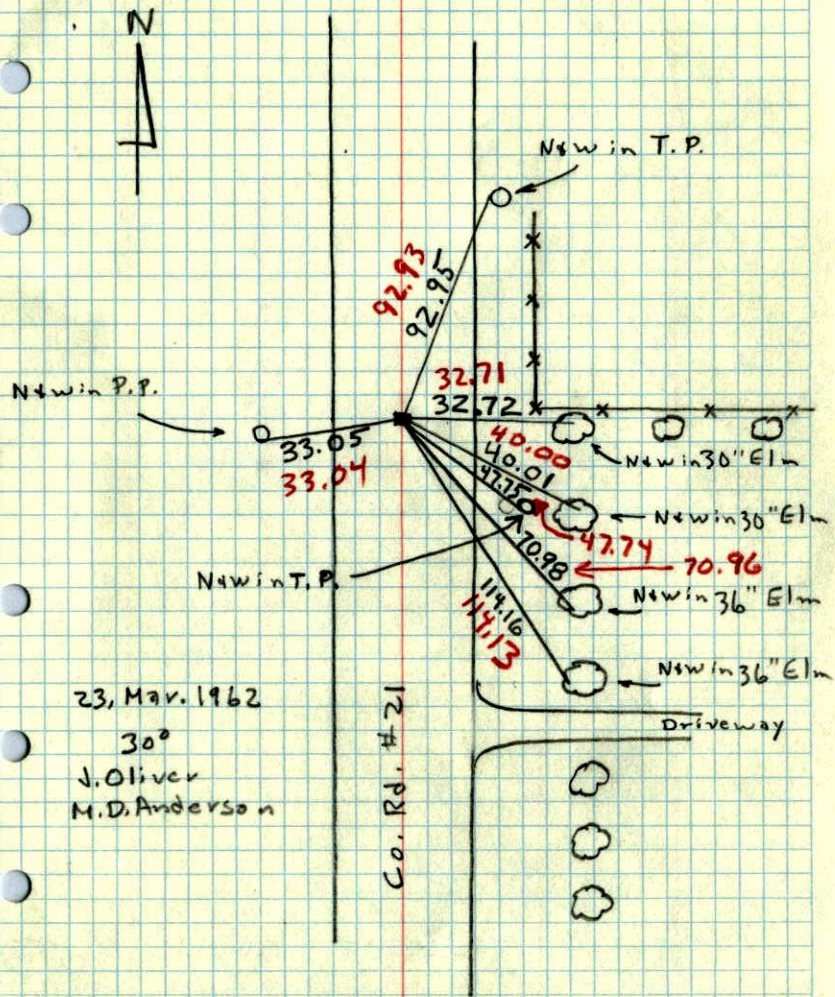 N
N&W in T.P.
92.93
92.95
N&W in P.P.
32.71
32.72
33.05
33.04
40.00
40.01
N&W in 30" Elm
47.75
N&W in 30" Elm
47.74
70.98
70.96
N&W in T.P.
N&W in 36" Elm
114.16
114.13
N&W in 36" Elm
23, Mar. 1962
30°
J. Oliver
M.D. Anderson
Co. Rd. #21
Driveway